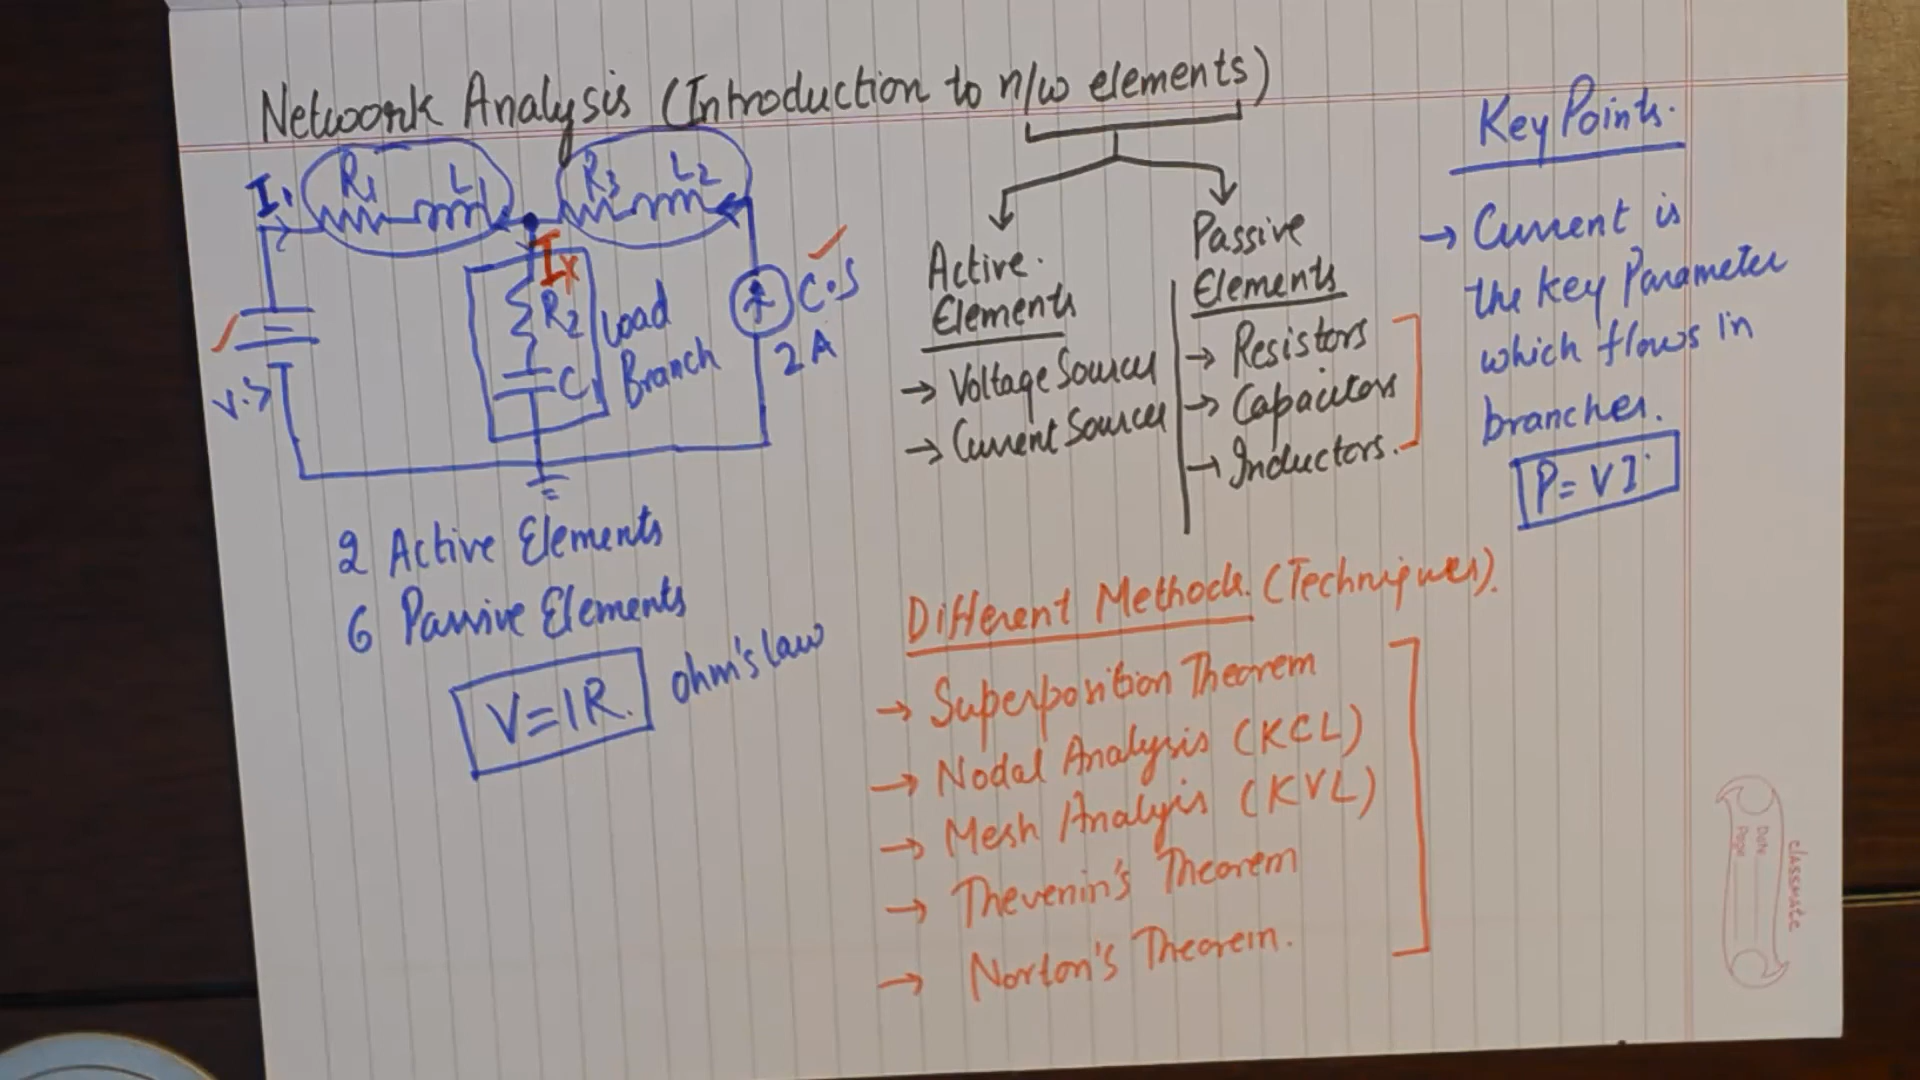 Network Analysis (Introduction to n/w elements)
I1
R1
L1
R3
L2
Ix
R2
C1
Load
Branch
V.S
C.S
2A
2 Active Elements
6 Passive Elements
V=IR.
ohm's law
Active.
Elements
→ Voltage Sources
→ Current Sources
Passive
Elements
→ Resistors
→ Capacitors
→ Inductors.
Key Points.
→ Current is
the key Parameter
which flows in
branches.
P=VI
Different Methods. (Techniques).
→ Superposition Theorem
→ Nodal Analysis (KCL)
→ Mesh Analysis (KVL)
→ Thevenin's Theorem
→ Norton's Theorem.
classmate
Date
Page